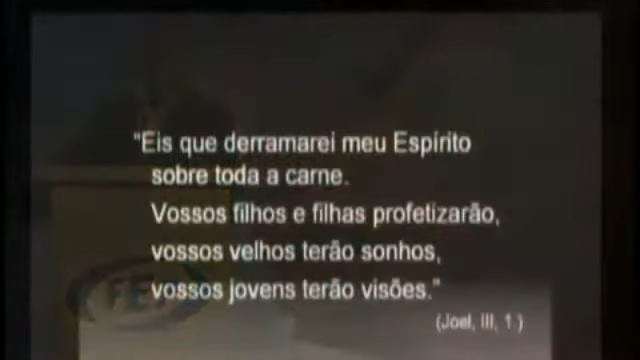 "Eis que derramarei meu Espírito
sobre toda a carne.
Vossos filhos e filhas profetizarão,
vossos velhos terão sonhos,
vossos jovens terão visões."
(Joel, III, 1.)
FEI